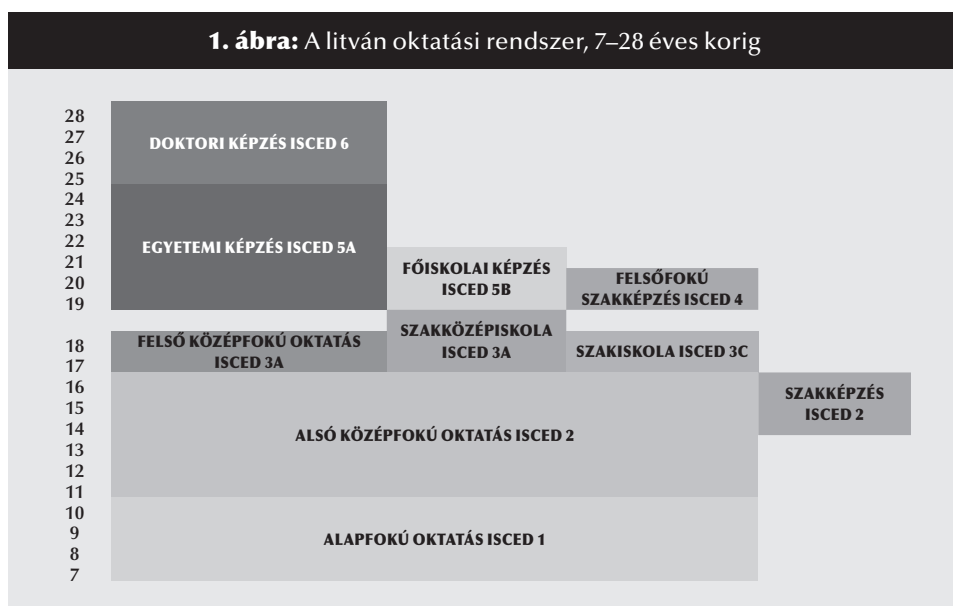 1. ábra: A litván oktatási rendszer, 7–28 éves korig
28
27
26
25
24
23
22
21
20
19
18
17
16
15
14
13
12
11
10
9
8
7
DOKTORI KÉPZÉS ISCED 6
EGYETEMI KÉPZÉS ISCED 5A
FŐISKOLAI KÉPZÉS
ISCED 5B
FELSŐFOKÚ
SZAKKÉPZÉS ISCED 4
FELSŐ KÖZÉPFOKÚ OKTATÁS
ISCED 3A
SZAKKÖZÉPISKOLA
ISCED 3A
SZAKISKOLA ISCED 3C
SZAKKÉPZÉS
ISCED 2
ALSÓ KÖZÉPFOKÚ OKTATÁS ISCED 2
ALAPFOKÚ OKTATÁS ISCED 1